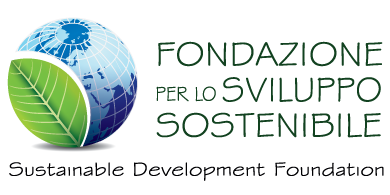 FONDAZIONE
PER LO SVILUPPO
SOSTENIBILE
Sustainable Development Foundation